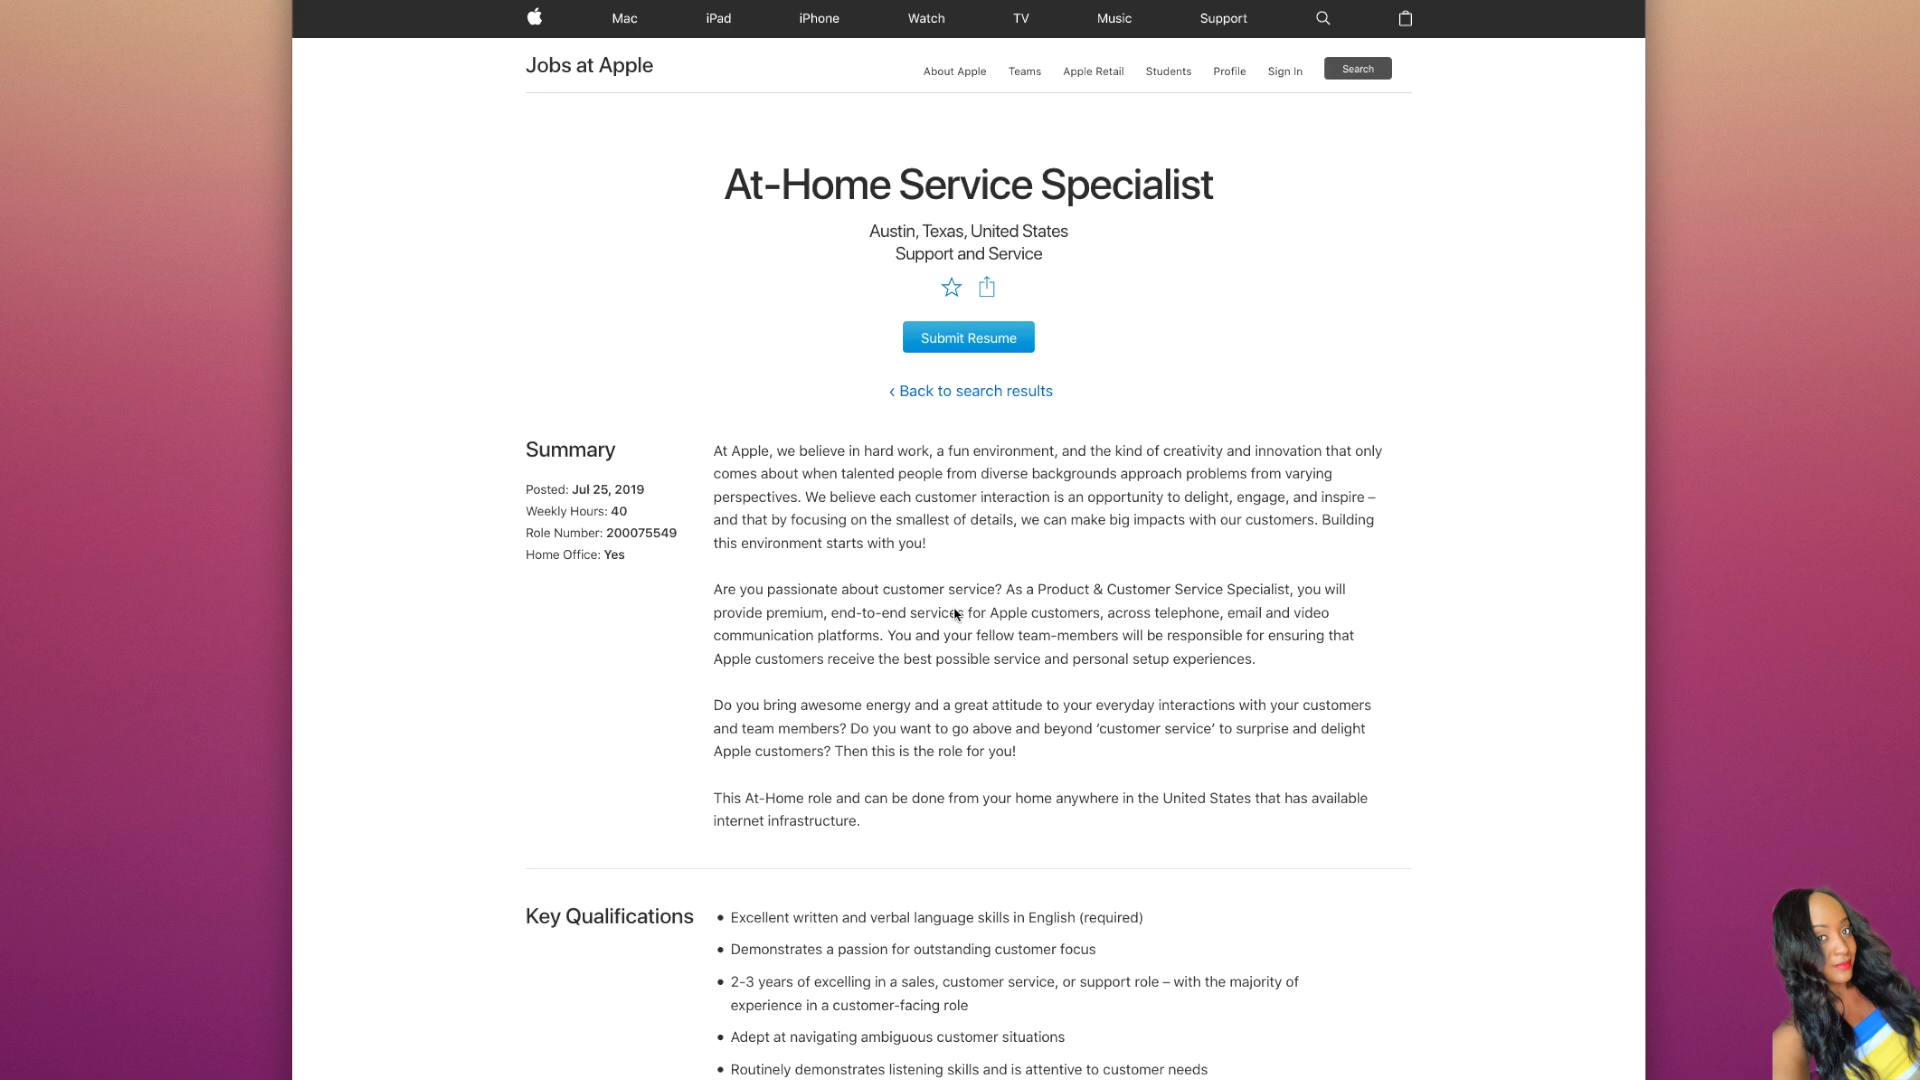 Mac iPad iPhone Watch TV Music Support
Jobs at Apple
About Apple Teams Apple Retail Students Profile Sign In Search
At-Home Service Specialist
Austin, Texas, United States
Support and Service
Submit Resume
‹ Back to search results
Summary
Posted: Jul 25, 2019
Weekly Hours: 40
Role Number: 200075549
Home Office: Yes
At Apple, we believe in hard work, a fun environment, and the kind of creativity and innovation that only
comes about when talented people from diverse backgrounds approach problems from varying
perspectives. We believe each customer interaction is an opportunity to delight, engage, and inspire –
and that by focusing on the smallest of details, we can make big impacts with our customers. Building
this environment starts with you!
Are you passionate about customer service? As a Product & Customer Service Specialist, you will
provide premium, end-to-end services for Apple customers, across telephone, email and video
communication platforms. You and your fellow team-members will be responsible for ensuring that
Apple customers receive the best possible service and personal setup experiences.
Do you bring awesome energy and a great attitude to your everyday interactions with your customers
and team members? Do you want to go above and beyond ‘customer service’ to surprise and delight
Apple customers? Then this is the role for you!
This At-Home role and can be done from your home anywhere in the United States that has available
internet infrastructure.
Key Qualifications
• Excellent written and verbal language skills in English (required)
• Demonstrates a passion for outstanding customer focus
• 2-3 years of excelling in a sales, customer service, or support role – with the majority of
experience in a customer-facing role
• Adept at navigating ambiguous customer situations
• Routinely demonstrates listening skills and is attentive to customer needs